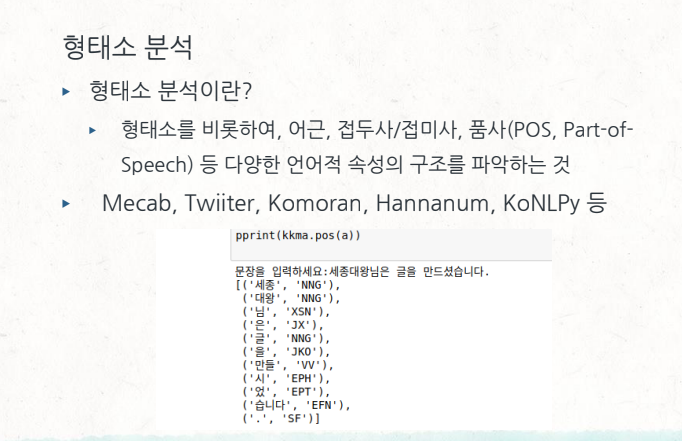 형태소 분석
형태소 분석이란?
형태소를 비롯하여, 어근, 접두사/접미사, 품사(POS, Part-of-
Speech) 등 다양한 언어적 속성의 구조를 파악하는 것
Mecab, Twiiter, Komoran, Hannanum, KoNLPy 등
pprint(kkma.pos(a))
문장을 입력하세요:세종대왕님은 글을 만드셨습니다.
[('세종', 'NNG'),
('대왕', 'NNG'),
('님', 'XSN'),
('은', 'JX'),
('글', 'NNG'),
('을', 'JKO'),
('만들', 'VV'),
('시', 'EPH'),
('었', 'EPT'),
('습니다', 'EFN'),
('.', 'SF')]